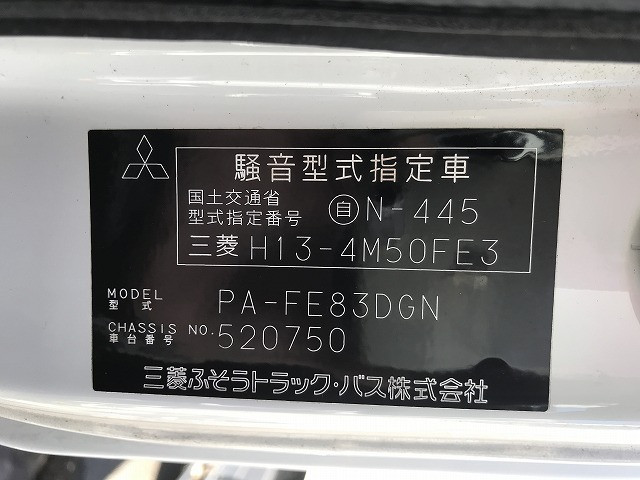 騒音型式指定車
国土交通省
型式指定番号 自N-445
三菱 H13-4M50FE3
MODEL
型式 PA-FE83DGN
CHASSIS NO.
車台番号 520750
三菱ふそうトラック・バス株式会社